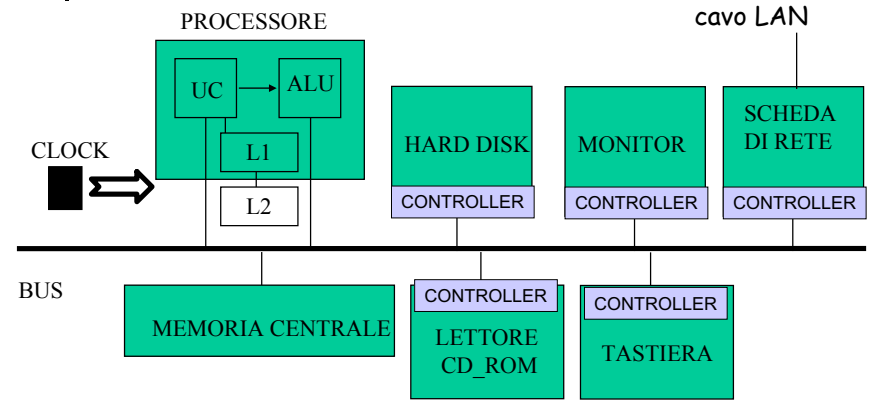 PROCESSORE
cavo LAN
UC
ALU
L1
L2
CLOCK
HARD DISK
CONTROLLER
MONITOR
CONTROLLER
SCHEDA
DI RETE
CONTROLLER
BUS
MEMORIA CENTRALE
CONTROLLER
LETTORE
CD_ROM
CONTROLLER
TASTIERA